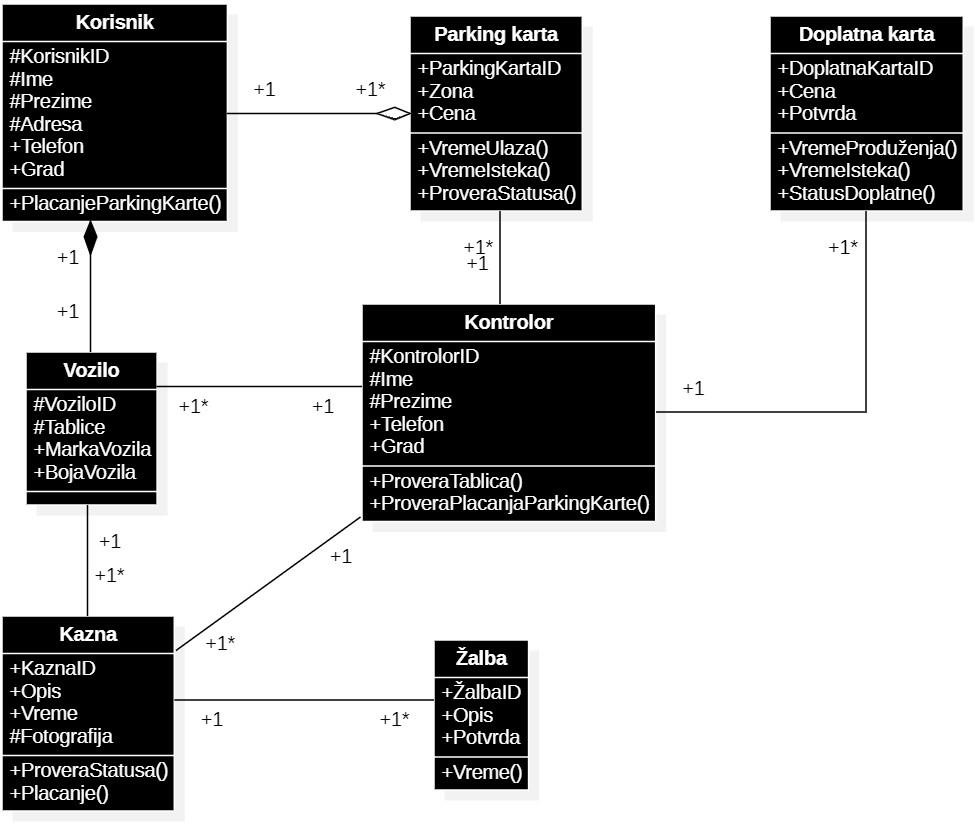 Korisnik
#KorisnikID
#Ime
#Prezime
#Adresa
+Telefon
+Grad
+PlacanjeParkingKarte()
+1
+1*
Parking karta
+ParkingKartaID
+Zona
+Cena
+VremeUlaza()
+VremeIsteka()
+ProveraStatusa()
Doplatna karta
+DoplatnaKartaID
+Cena
+Potvrda
+VremeProduženja()
+VremeIsteka()
+StatusDoplatne()
+1
+1
+1*
+1
+1*
Vozilo
#VoziloID
#Tablice
+MarkaVozila
+BojaVozila
+1*
+1
Kontrolor
#KontrolorID
#Ime
#Prezime
+Telefon
+Grad
+ProveraTablica()
+ProveraPlacanjaParkingKarte()
+1
+1
+1*
+1
+1*
Kazna
+KaznaID
+Opis
+Vreme
#Fotografija
+ProveraStatusa()
+Placanje()
+1
+1*
Žalba
+ŽalbaID
+Opis
+Potvrda
+Vreme()